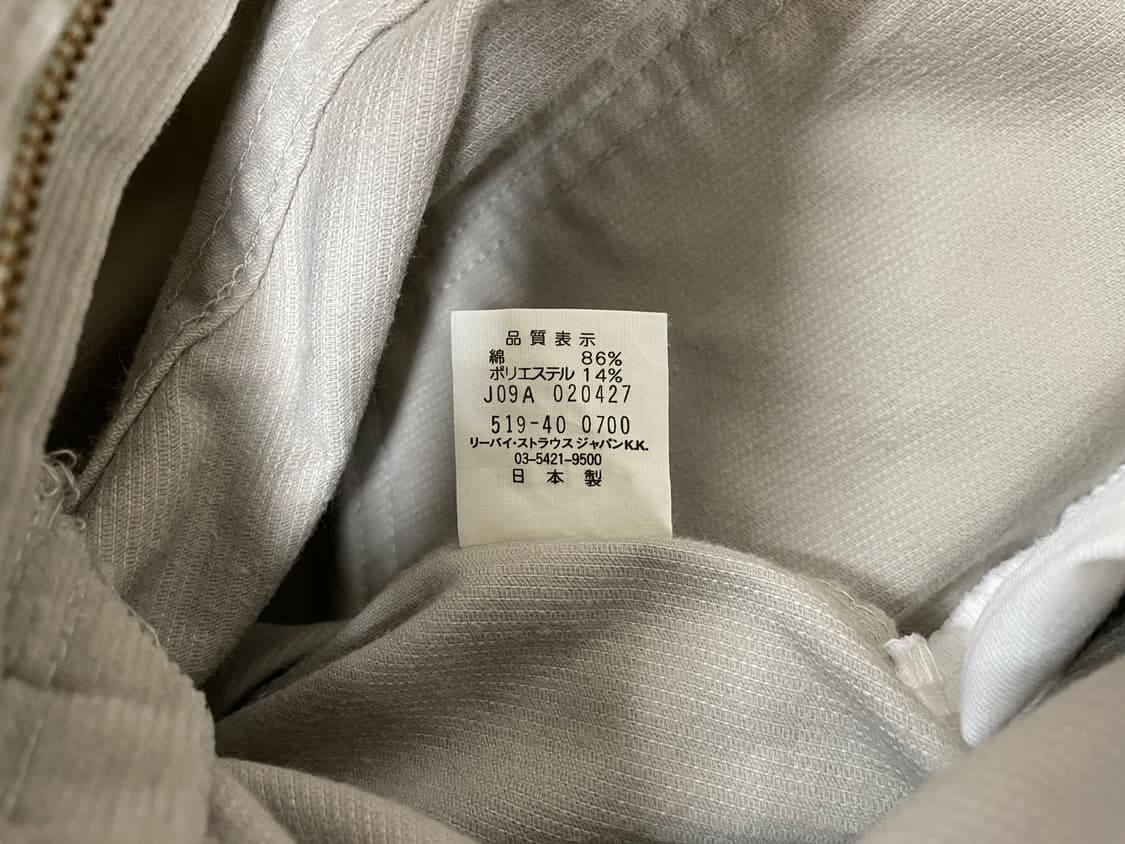 品質表示
綿 86%
ポリエステル 14%
J09A 020427
519-40 0700
リーバイ・ストラウス ジャパンK.K.
03-5421-9500
日本製